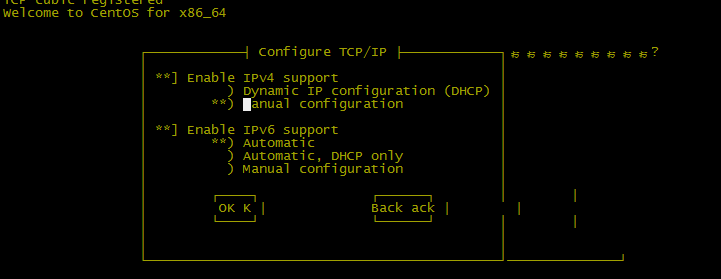 TCP cubic registered
Welcome to CentOS for x86_64
Configure TCP/IP
?
**] Enable IPv4 support
) Dynamic IP configuration (DHCP)
**) anual configuration
**] Enable IPv6 support
**) Automatic
) Automatic, DHCP only
) Manual configuration
OK K Back ack